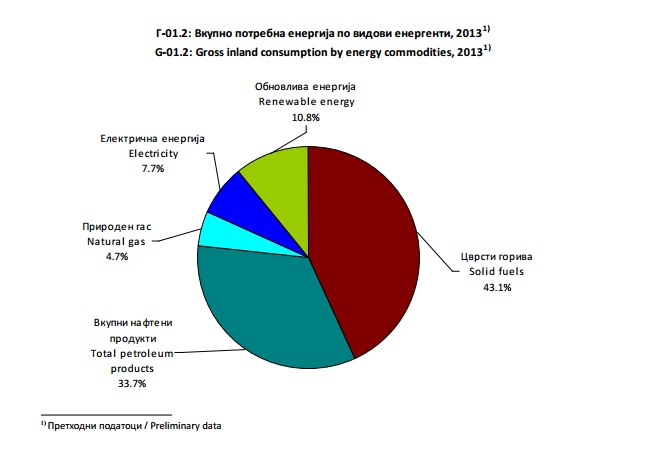 Г-01.2: Вкупно потребна енергија по видови енергенти, 2013¹⁾
G-01.2: Gross inland consumption by energy commodities, 2013¹⁾
Обновлива енергија
Renewable energy
10.8%
Електрична енергија
Electricity
7.7%
Природен гас
Natural gas
4.7%
Цврсти горива
Solid fuels
43.1%
Вкупни нафтени
продукти
Total petroleum
products
33.7%
¹⁾ Претходни податоци / Preliminary data